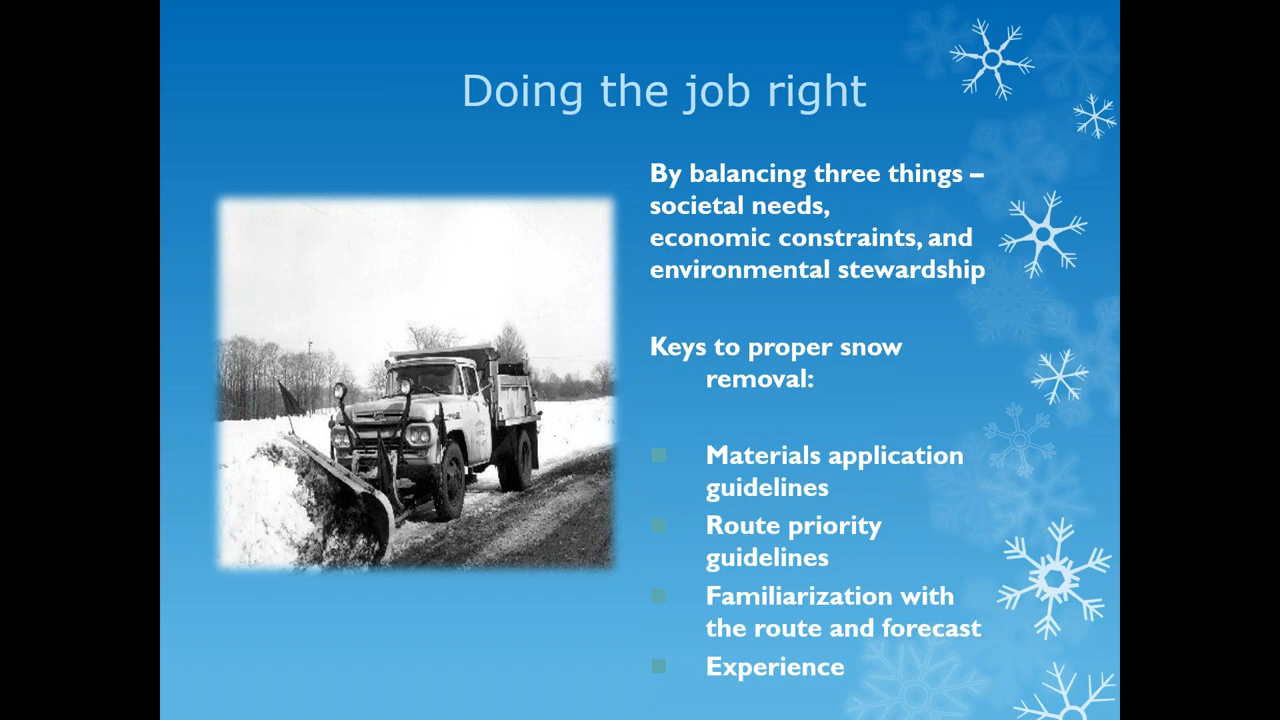 Doing the job right
By balancing three things –
societal needs,
economic constraints, and
environmental stewardship
Keys to proper snow
removal:
Materials application
guidelines
Route priority
guidelines
Familiarization with
the route and forecast
Experience